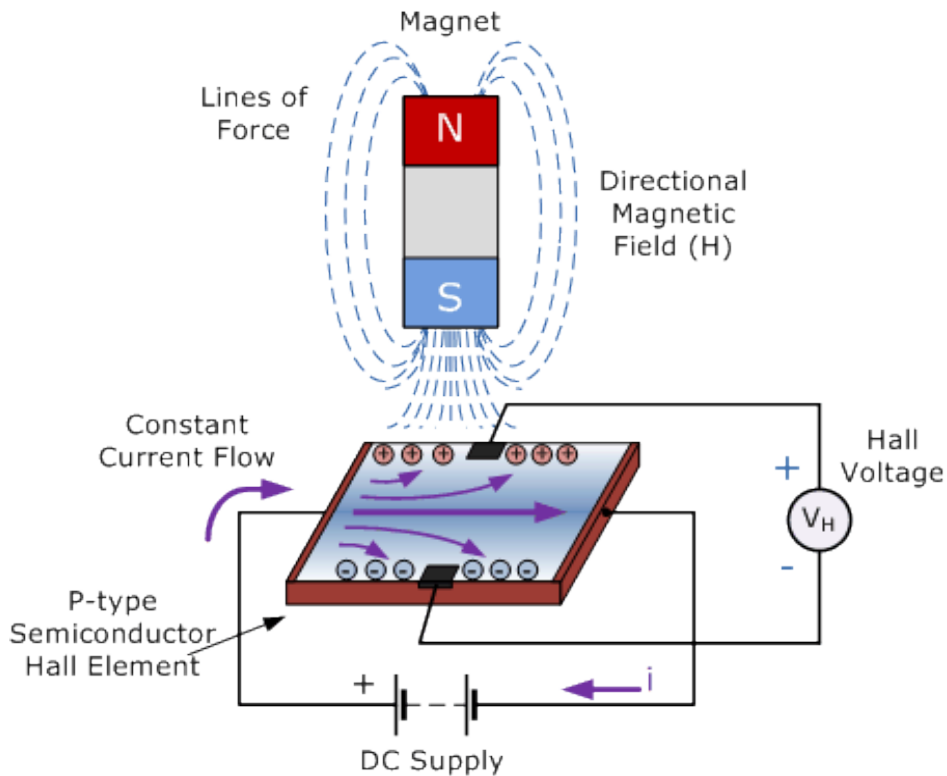 Magnet
Lines of
Force
N
S
Directional
Magnetic
Field (H)
Constant
Current Flow
+ + + + + +
- - - - - -
Hall
Voltage
+
VH
-
P-type
Semiconductor
Hall Element
+
i
DC Supply